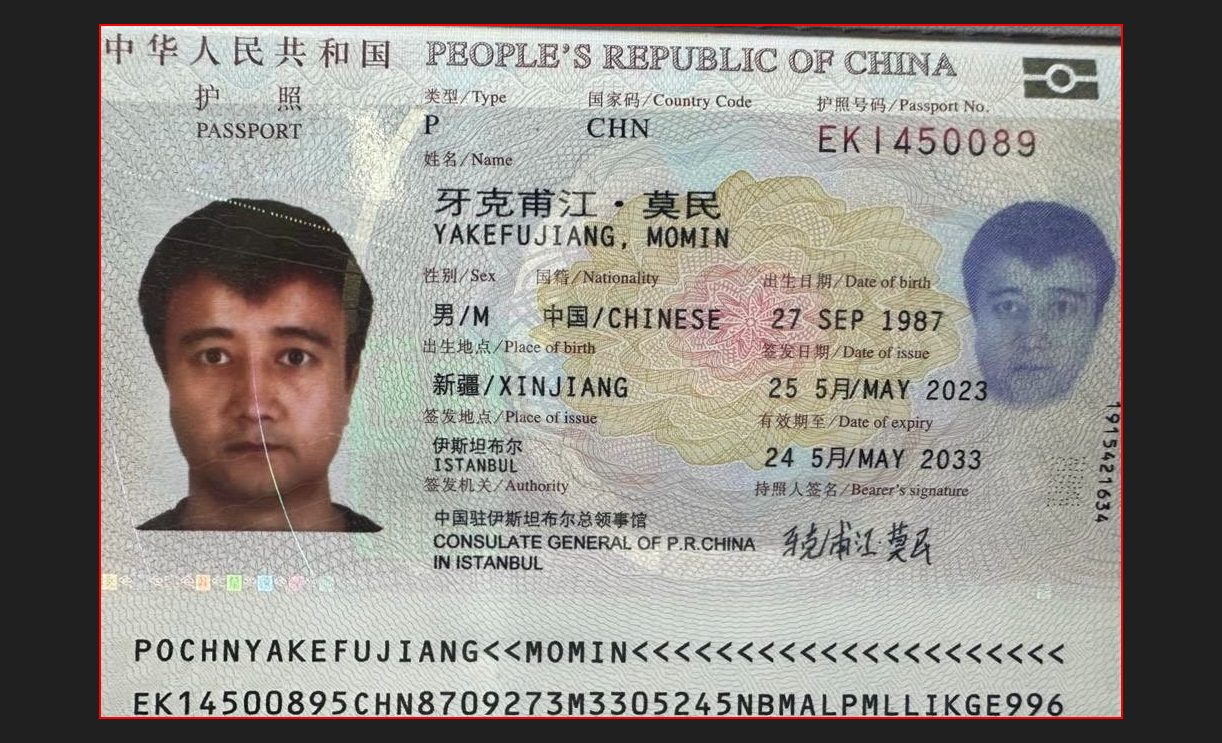 中华人民共和国 PEOPLE'S REPUBLIC OF CHINA
护 照
PASSPORT
类型/Type 国家码/Country Code 护照号码/Passport No.
P CHN EK1450089
姓名/Name
牙克甫江·莫民
YAKEFUJIANG, MOMIN
性别/Sex 国籍/Nationality 出生日期/Date of birth
男/M 中国/CHINESE 27 SEP 1987
出生地点/Place of birth 签发日期/Date of issue
新疆/XINJIANG 25 5月/MAY 2023
签发地点/Place of issue 有效期至/Date of expiry
伊斯坦布尔
ISTANBUL 24 5月/MAY 2033
签发机关/Authority 持照人签名/Bearer's signature
中国驻伊斯坦布尔总领事馆
CONSULATE GENERAL OF P.R.CHINA
IN ISTANBUL
牙克甫江莫民
1915421634
POCHNYAKEFUJIANG<<MOMIN<<<<<<<<<<<<<<<<<<<<<
EK14500895CHN8709273M3305245NBMALPMLLIKGE996